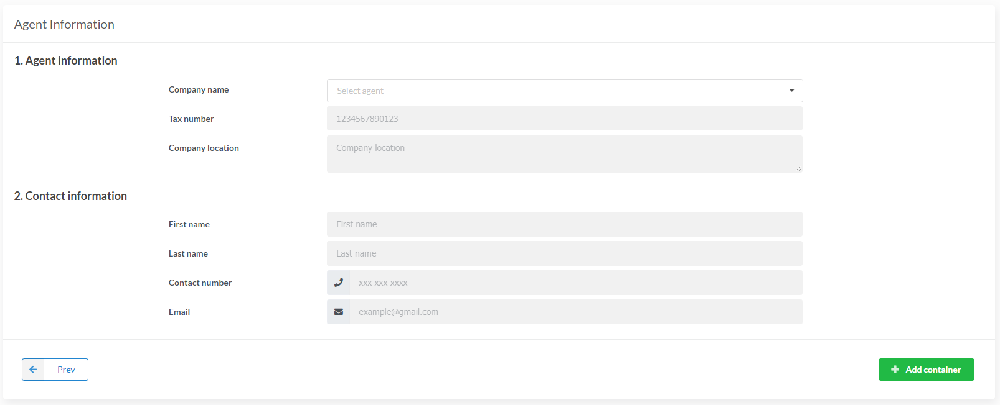 Agent Information
1. Agent information
Company name
Select agent
Tax number
1234567890123
Company location
Company location
2. Contact information
First name
First name
Last name
Last name
Contact number
xxx-xxx-xxxx
Email
example@gmail.com
Prev
Add container